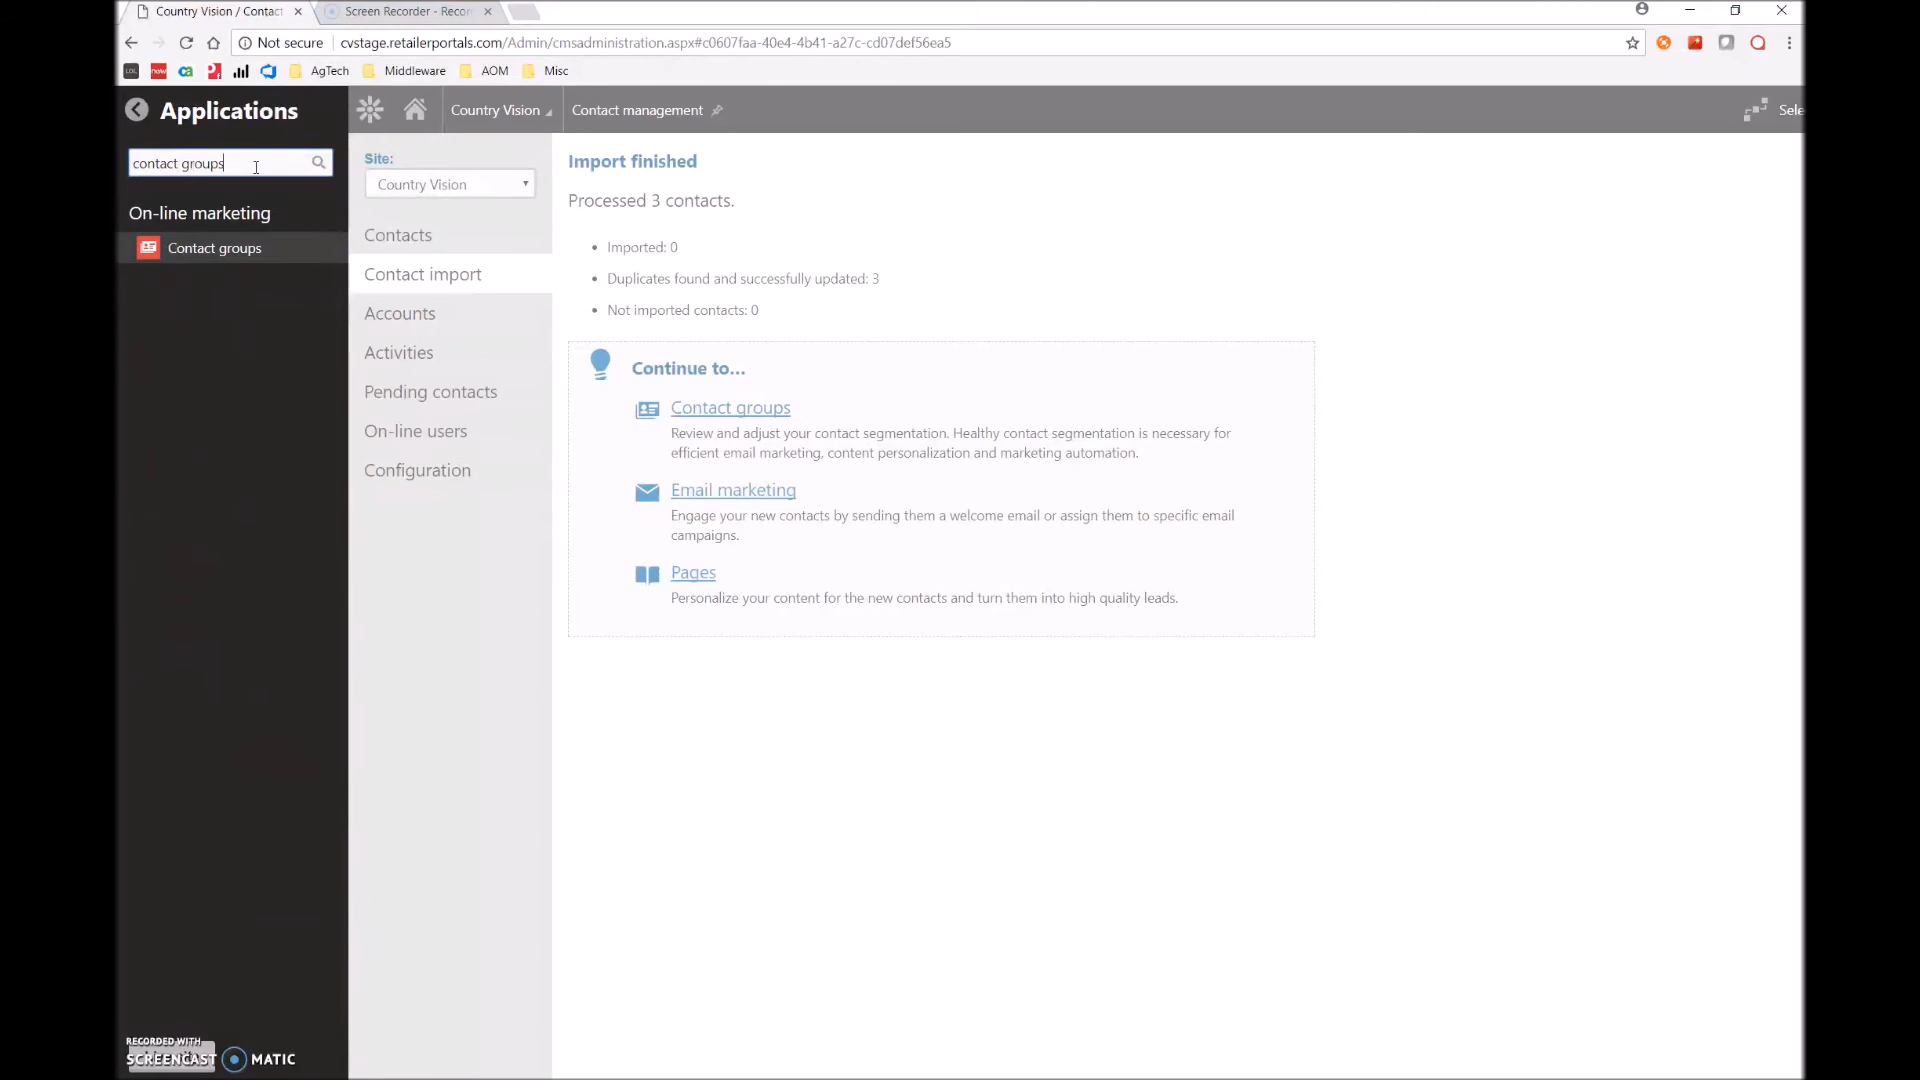 Country Vision / Contact
Screen Recorder - Recor
Not secure
cvstage.retailerportals.com/Admin/cmsadministration.aspx#c0607faa-40e4-4b41-a27c-cd07def56ea5
LOL
now
ca
AgTech
Middleware
AOM
Misc
Applications
Country Vision
Contact management
Sele
contact groups
On-line marketing
Contact groups
Site:
Country Vision
Contacts
Contact import
Accounts
Activities
Pending contacts
On-line users
Configuration
Import finished
Processed 3 contacts.
Imported: 0
Duplicates found and successfully updated: 3
Not imported contacts: 0
Continue to...
Contact groups
Review and adjust your contact segmentation. Healthy contact segmentation is necessary for
efficient email marketing, content personalization and marketing automation.
Email marketing
Engage your new contacts by sending them a welcome email or assign them to specific email
campaigns.
Pages
Personalize your content for the new contacts and turn them into high quality leads.
RECORDED WITH
SCREENCAST MATIC